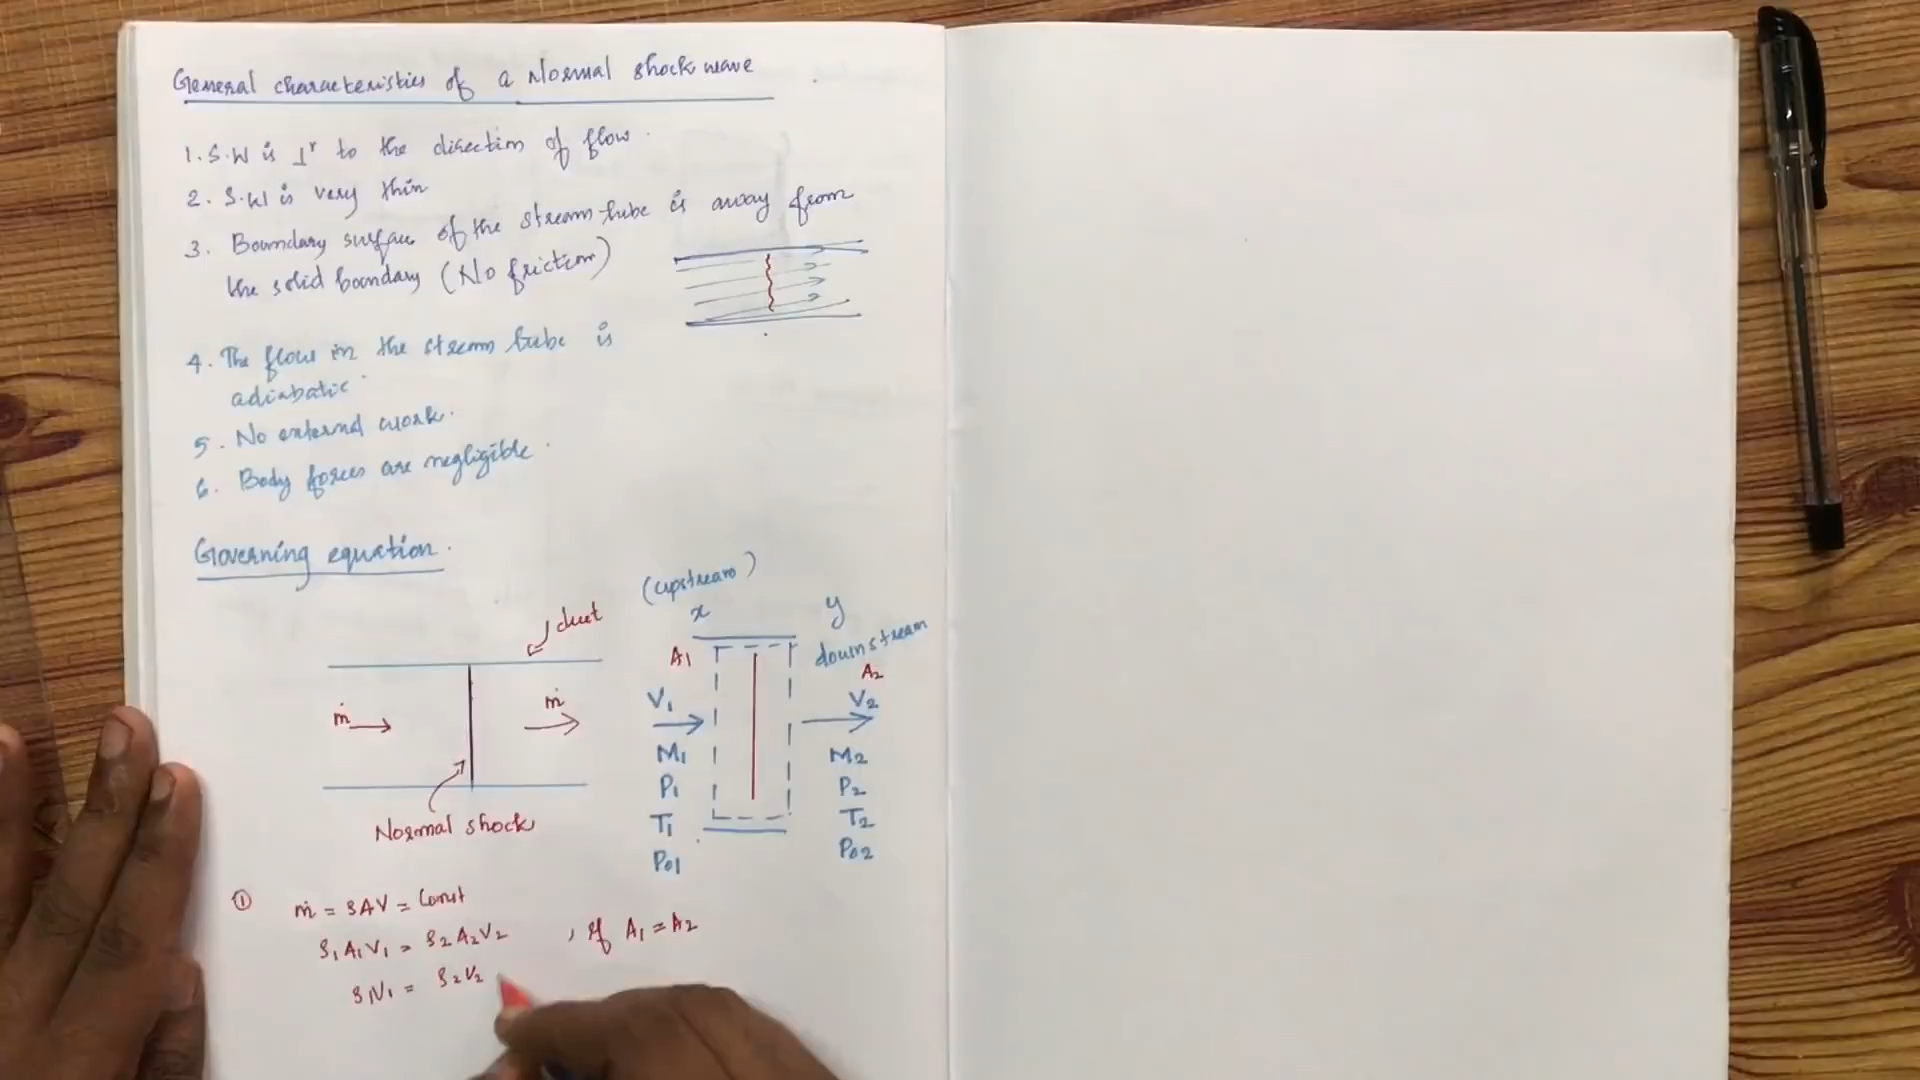 General characteristics of a Normal shock wave
1. S.W is ⊥r to the direction of flow.
2. S.W is very thin
3. Boundary surface of the stream tube is away from
the solid boundary (No friction)
4. The flow in the stream tube is
adiabatic.
5. No external work.
6. Body forces are negligible.
Governing equation.
duct
ṁ
ṁ
Normal shock
(upstream)
x
y
downstream
A1
A2
V1
V2
M1
M2
P1
P2
T1
T2
P01
P02
① ṁ = ρAV = Const
ρ1A1V1 = ρ2A2V2 , If A1 = A2
ρ1V1 = ρ2V2